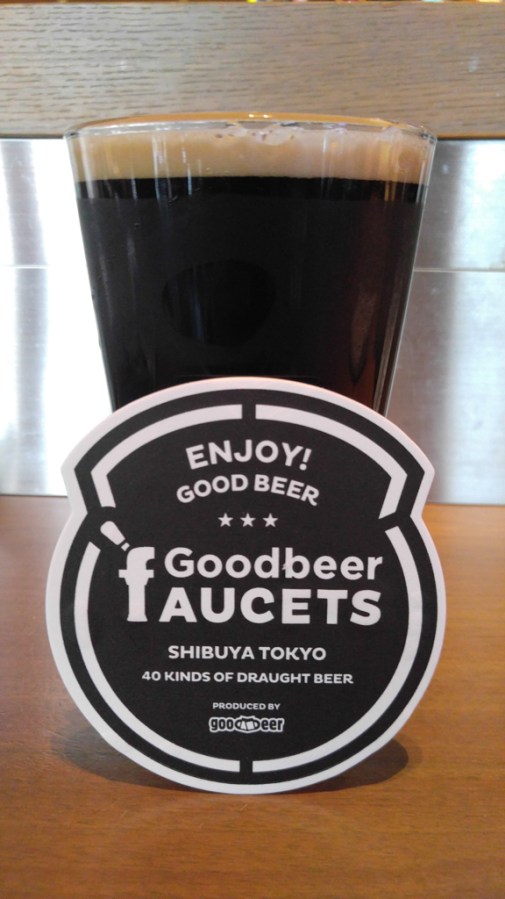 ENJOY!
GOOD BEER
Goodbeer
fAUCETS
SHIBUYA TOKYO
40 KINDS OF DRAUGHT BEER
PRODUCED BY
goodbeer